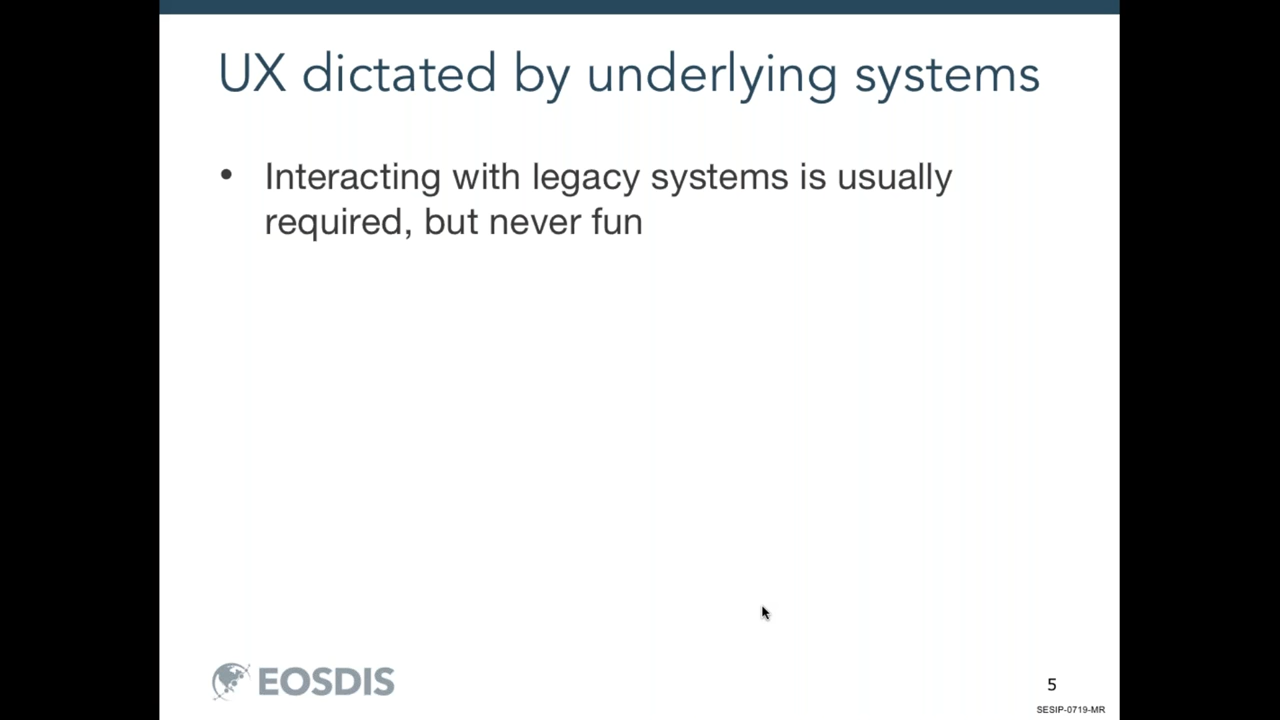 UX dictated by underlying systems
• Interacting with legacy systems is usually
required, but never fun
EOSDIS
5
SESIP-0719-MR